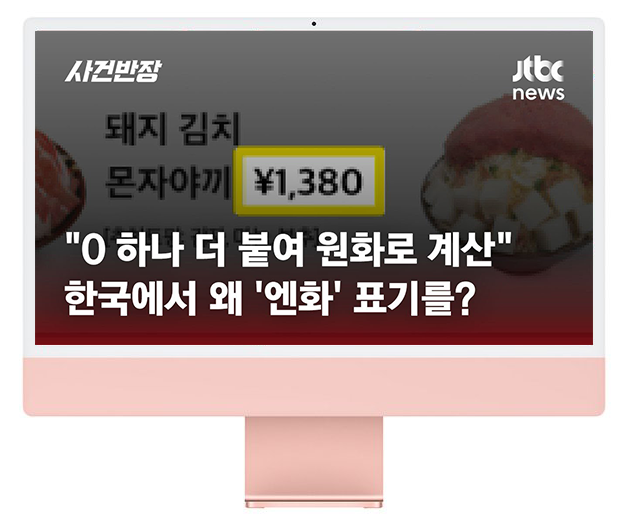 사건반장
jtbc
news
돼지 김치
몬자야끼 ¥1,380
"0 하나 더 붙여 원화로 계산"
한국에서 왜 '엔화' 표기를?